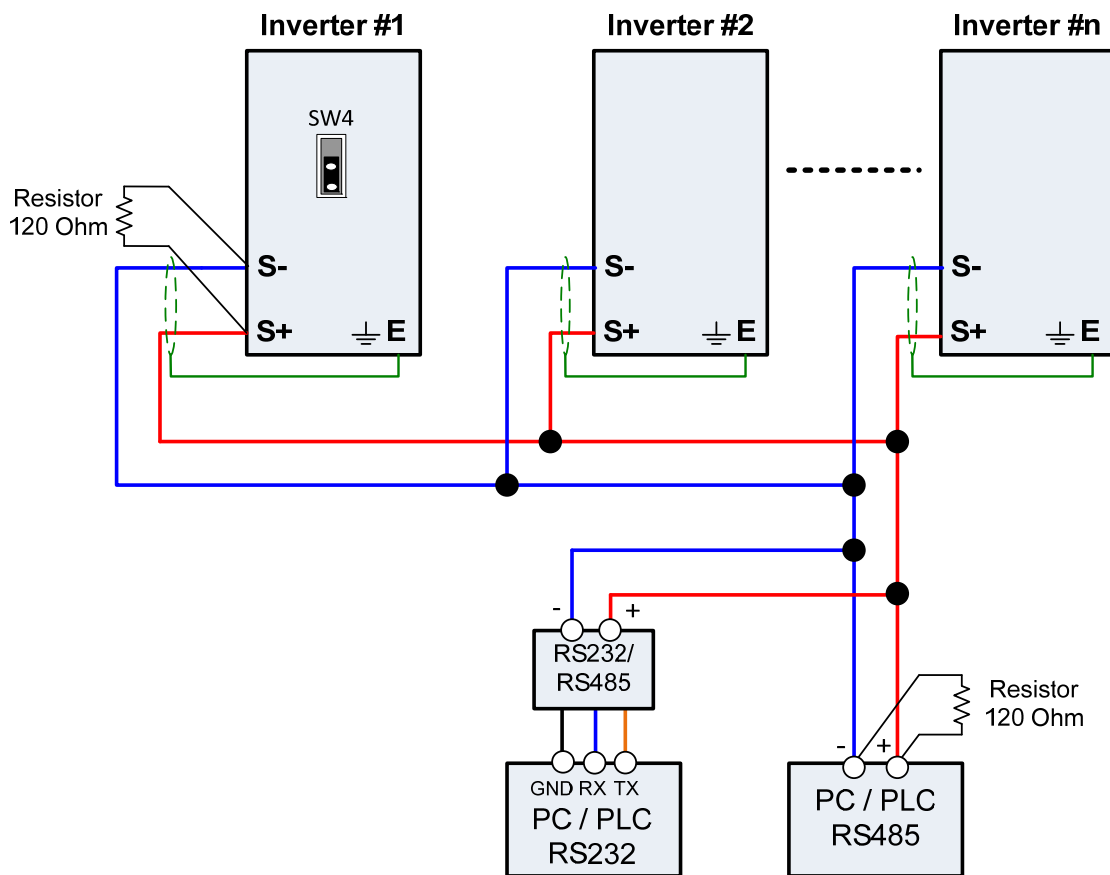 Inverter #1
Inverter #2
Inverter #n
SW4
Resistor
120 Ohm
S-
S+
E
S-
S+
E
S-
S+
E
-
+
RS232/
RS485
GND RX TX
PC / PLC
RS232
Resistor
120 Ohm
-
+
PC / PLC
RS485